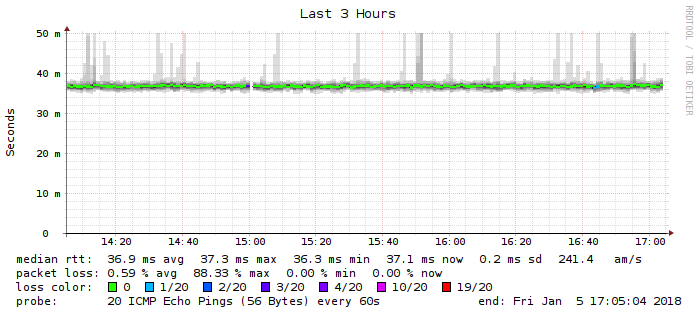 Last 3 Hours
RRDTOOL / TOBI OETIKER
Seconds
50 m
40 m
30 m
20 m
10 m
0
14:20 14:40 15:00 15:20 15:40 16:00 16:20 16:40 17:00
median rtt: 36.9 ms avg 37.3 ms max 36.3 ms min 37.1 ms now 0.2 ms sd 241.4 am/s
packet loss: 0.59 % avg 88.33 % max 0.00 % min 0.00 % now
loss color: 0 1/20 2/20 3/20 4/20 10/20 19/20
probe: 20 ICMP Echo Pings (56 Bytes) every 60s end: Fri Jan 5 17:05:04 2018